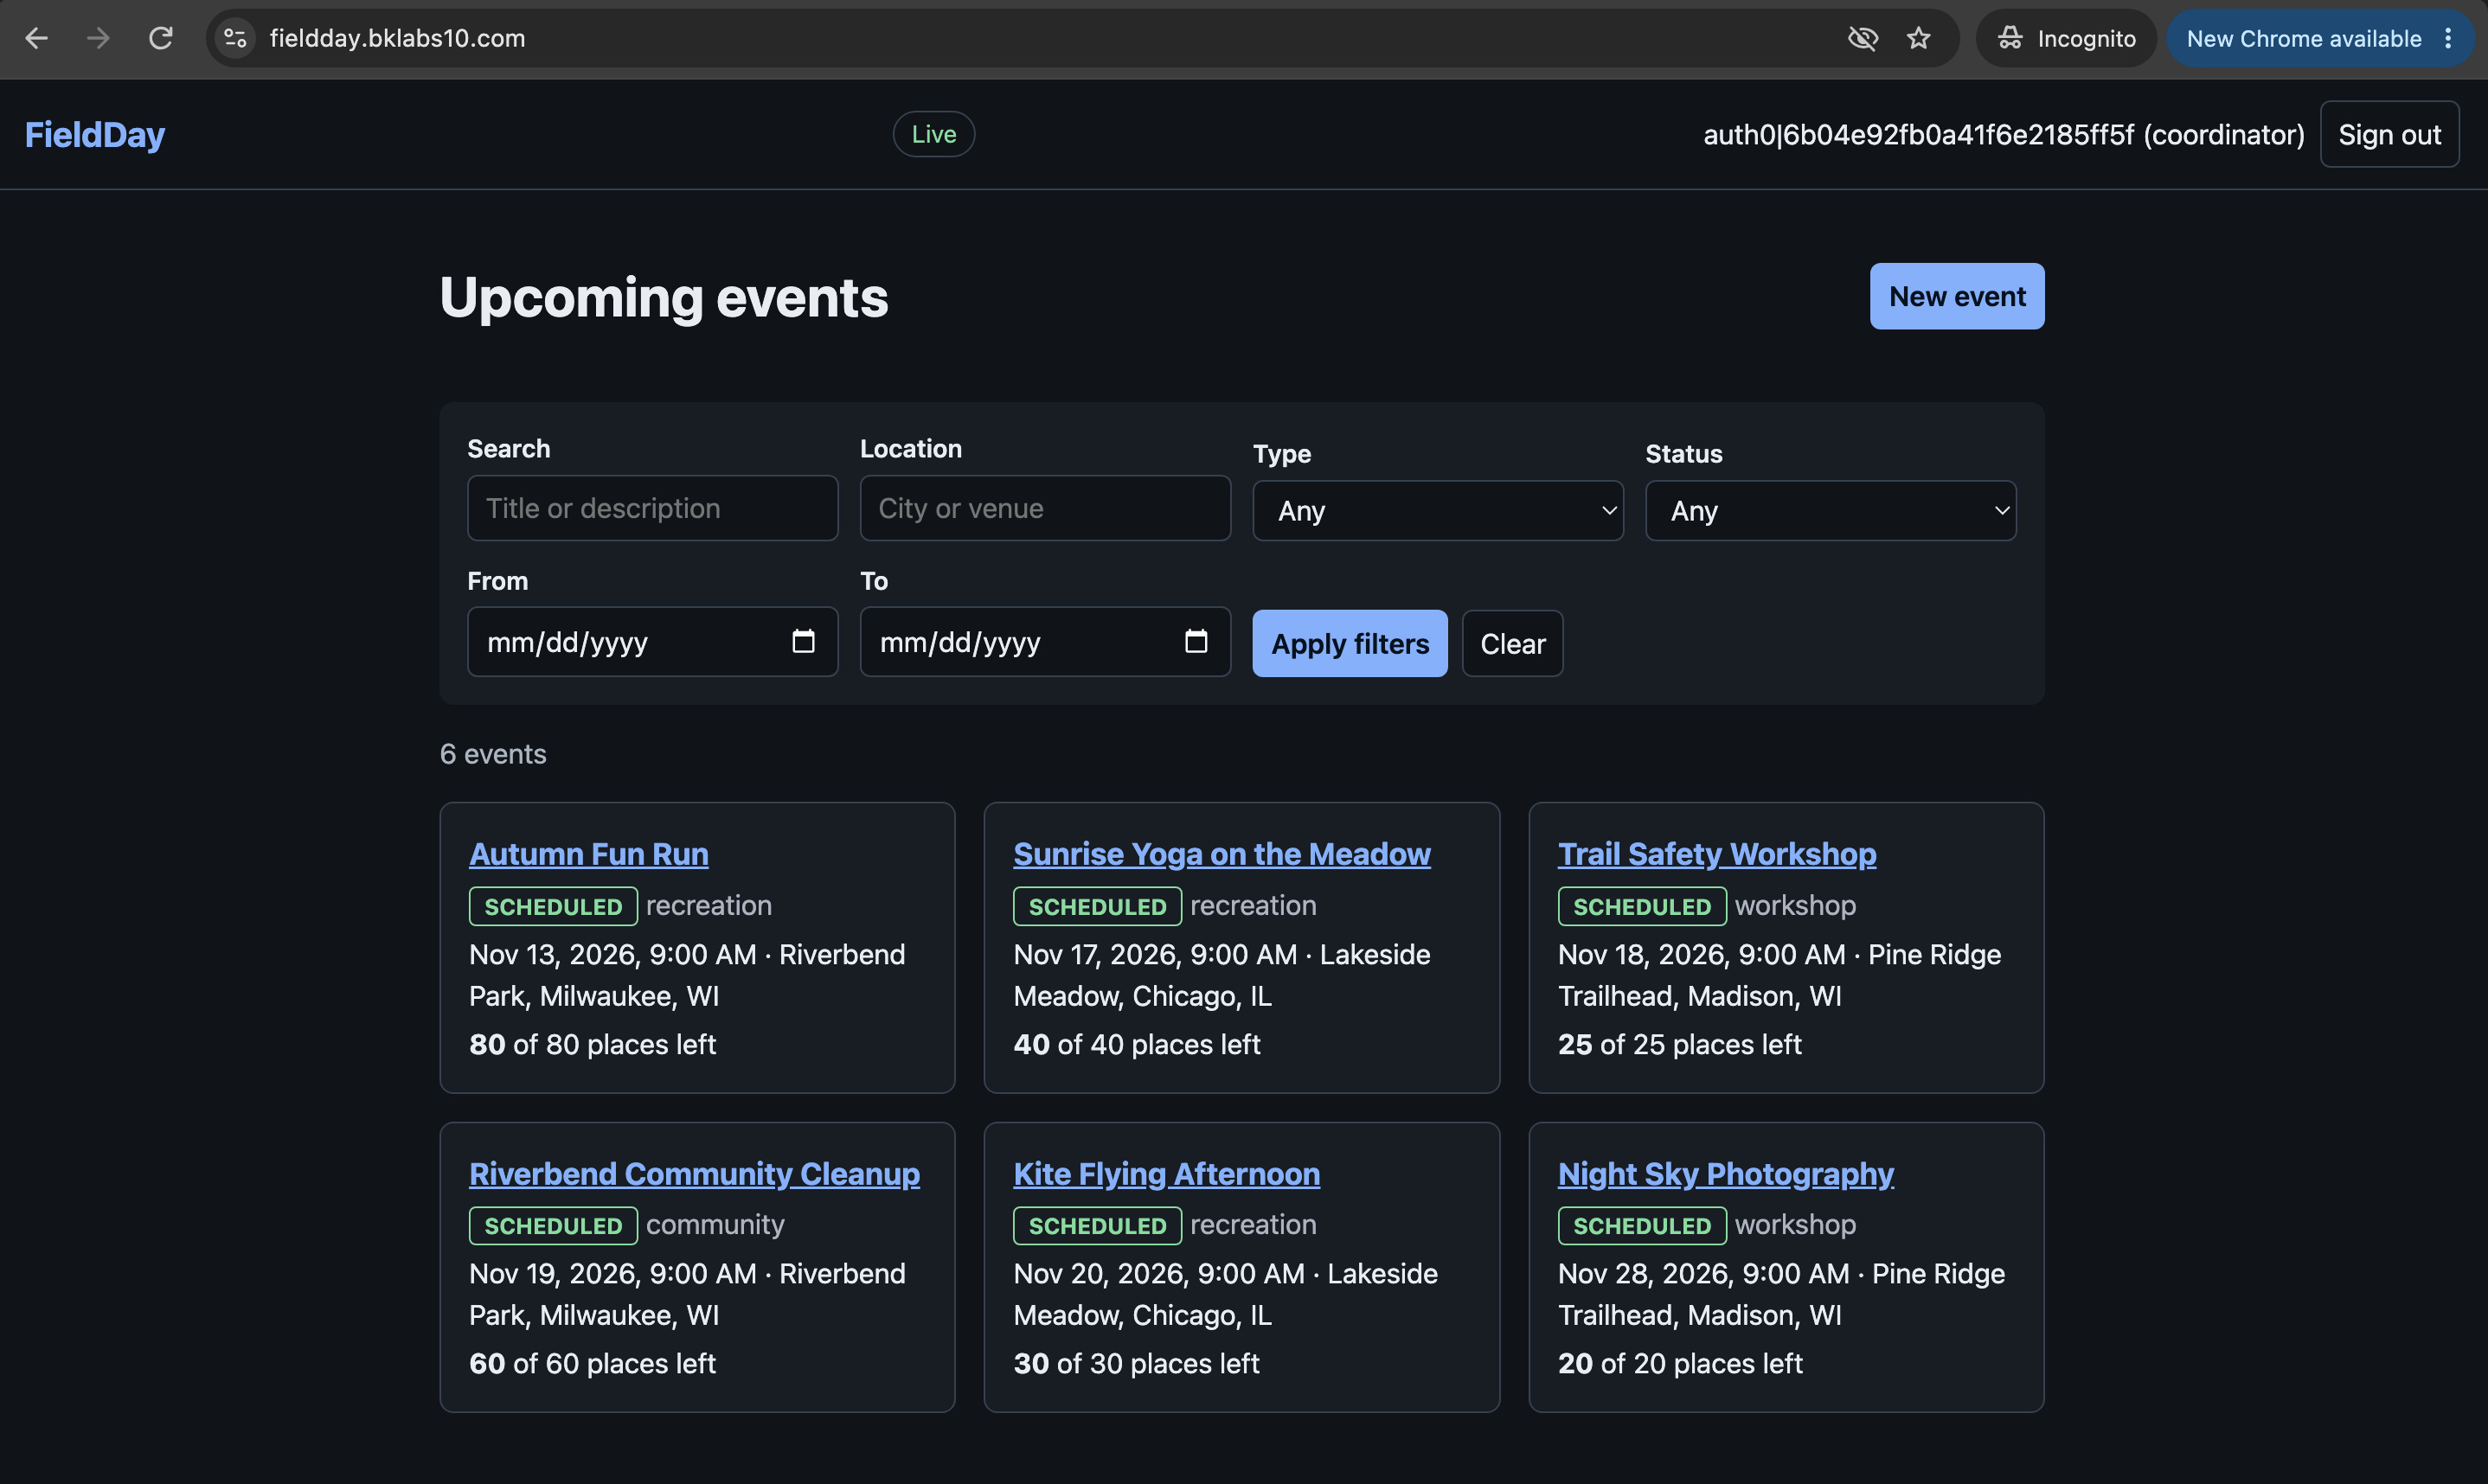 fieldday.bklabs10.com
Incognito
New Chrome available
FieldDay
Live
auth0|6b04e92fb0a41f6e2185ff5f (coordinator)
Sign out
Upcoming events
New event
Search
Location
Type
Status
Title or description
City or venue
Any
Any
From
To
mm/dd/yyyy
mm/dd/yyyy
Apply filters
Clear
6 events
Autumn Fun Run
SCHEDULED recreation
Nov 13, 2026, 9:00 AM · Riverbend
Park, Milwaukee, WI
80 of 80 places left
Sunrise Yoga on the Meadow
SCHEDULED recreation
Nov 17, 2026, 9:00 AM · Lakeside
Meadow, Chicago, IL
40 of 40 places left
Trail Safety Workshop
SCHEDULED workshop
Nov 18, 2026, 9:00 AM · Pine Ridge
Trailhead, Madison, WI
25 of 25 places left
Riverbend Community Cleanup
SCHEDULED community
Nov 19, 2026, 9:00 AM · Riverbend
Park, Milwaukee, WI
60 of 60 places left
Kite Flying Afternoon
SCHEDULED recreation
Nov 20, 2026, 9:00 AM · Lakeside
Meadow, Chicago, IL
30 of 30 places left
Night Sky Photography
SCHEDULED workshop
Nov 28, 2026, 9:00 AM · Pine Ridge
Trailhead, Madison, WI
20 of 20 places left